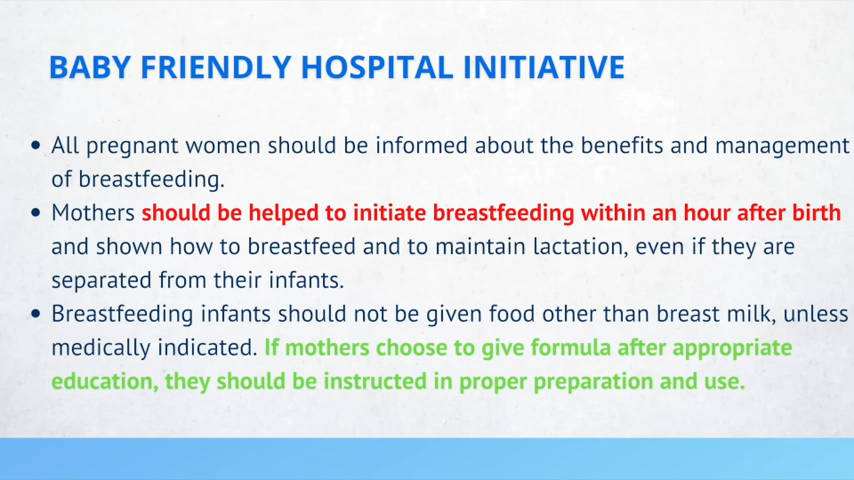 BABY FRIENDLY HOSPITAL INITIATIVE
• All pregnant women should be informed about the benefits and management
of breastfeeding.
• Mothers should be helped to initiate breastfeeding within an hour after birth
and shown how to breastfeed and to maintain lactation, even if they are
separated from their infants.
• Breastfeeding infants should not be given food other than breast milk, unless
medically indicated. If mothers choose to give formula after appropriate
education, they should be instructed in proper preparation and use.